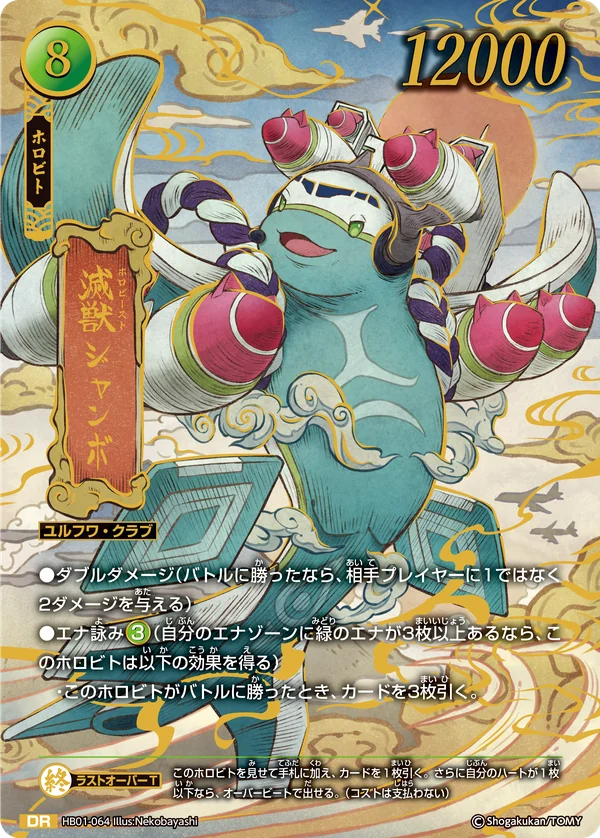 8
12000
ホロビト
ホロビースト
滅獣ジャンボ
ユルフワ・クラブ
●ダブルダメージ(バトルに勝ったなら、相手プレイヤーに1ではなく
2ダメージを与える)
●エナ詠み3(自分のエナゾーンに緑のエナが3枚以上あるなら、こ
のホロビトは以下の効果を得る)
・このホロビトがバトルに勝ったとき、カードを3枚引く。
終 ラストオーバーT
このホロビトを見せて手札に加え、カードを1枚引く。さらに自分のハートが1枚
以下なら、オーバービートで出せる。(コストは支払わない)
DR HB01-064 Illus:Nekobayashi
© Shogakukan/TOMY